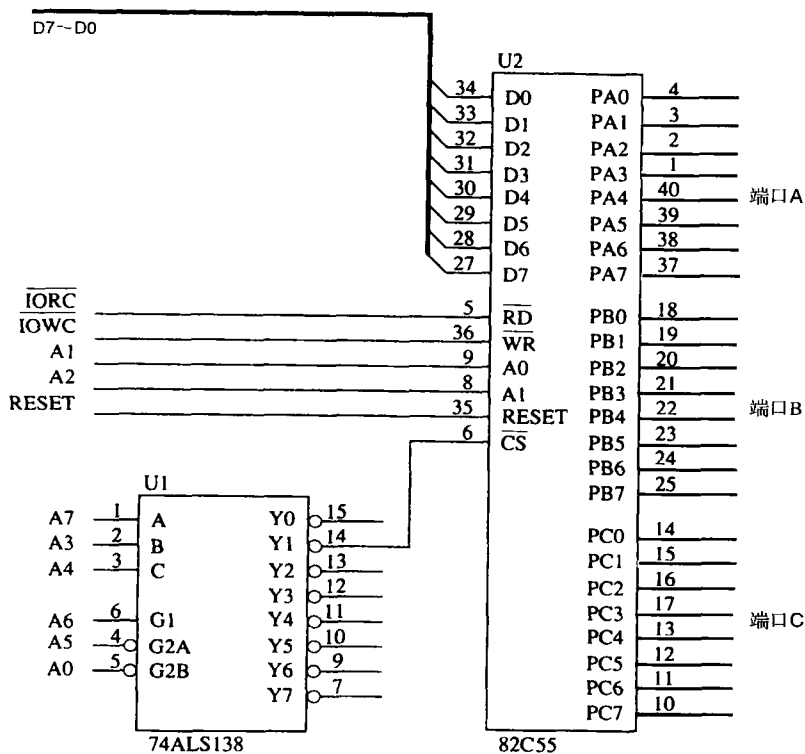 D7~D0
U2
34 D0 PA0 4
33 D1 PA1 3
32 D2 PA2 2
31 D3 PA3 1
30 D4 PA4 40
29 D5 PA5 39
28 D6 PA6 38
27 D7 PA7 37
端口A
IORC 5 RD PB0 18
IOWC 36 WR PB1 19
A1 9 A0 PB2 20
A2 8 A1 PB3 21
RESET 35 RESET PB4 22
6 CS PB5 23
PB6 24
PB7 25
端口B
U1
A7 1 A Y0 15
A3 2 B Y1 14
A4 3 C Y2 13
Y3 12
A6 6 G1 Y4 11
A5 4 G2A Y5 10
A0 5 G2B Y6 9
Y7 7
74ALS138
PC0 14
PC1 15
PC2 16
PC3 17
PC4 13
PC5 12
PC6 11
PC7 10
端口C
82C55